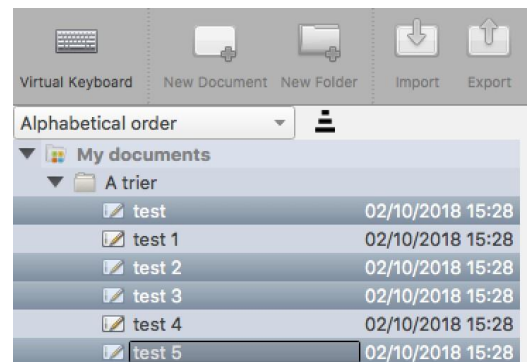 Virtual Keyboard New Document New Folder Import Export
Alphabetical order
My documents
A trier
test 02/10/2018 15:28
test 1 02/10/2018 15:28
test 2 02/10/2018 15:28
test 3 02/10/2018 15:28
test 4 02/10/2018 15:28
test 5 02/10/2018 15:28